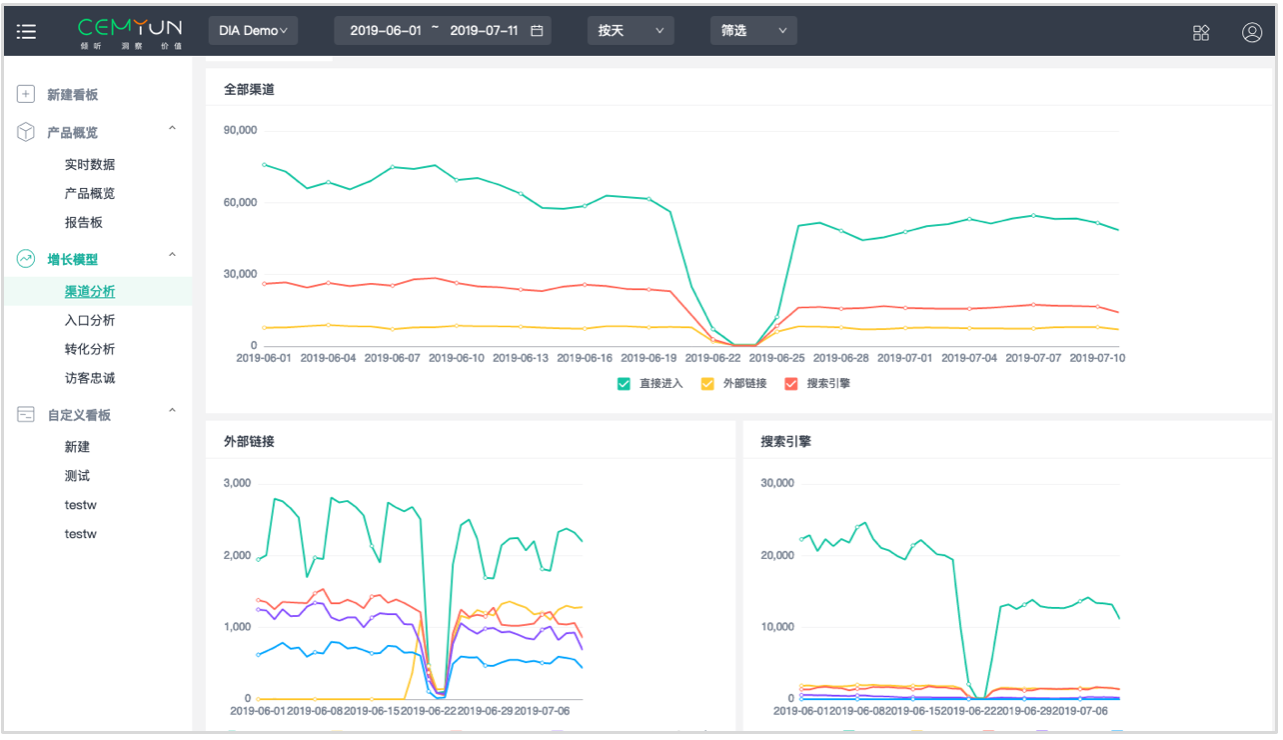 CEMYUN
倾听 洞察 价值
DIA Demo
2019-06-01 ~ 2019-07-11
按天
筛选
新建看板
产品概览
实时数据
产品概览
报告板
增长模型
渠道分析
入口分析
转化分析
访客忠诚
自定义看板
新建
测试
testw
testw
全部渠道
90,000
60,000
30,000
0
2019-06-01 2019-06-04 2019-06-07 2019-06-10 2019-06-13 2019-06-16 2019-06-19 2019-06-22 2019-06-25 2019-06-28 2019-07-01 2019-07-04 2019-07-07 2019-07-10
直接进入 外部链接 搜索引擎
外部链接
3,000
2,000
1,000
0
2019-06-01 2019-06-08 2019-06-15 2019-06-22 2019-06-29 2019-07-06
搜索引擎
30,000
20,000
10,000
0
2019-06-01 2019-06-08 2019-06-15 2019-06-22 2019-06-29 2019-07-06